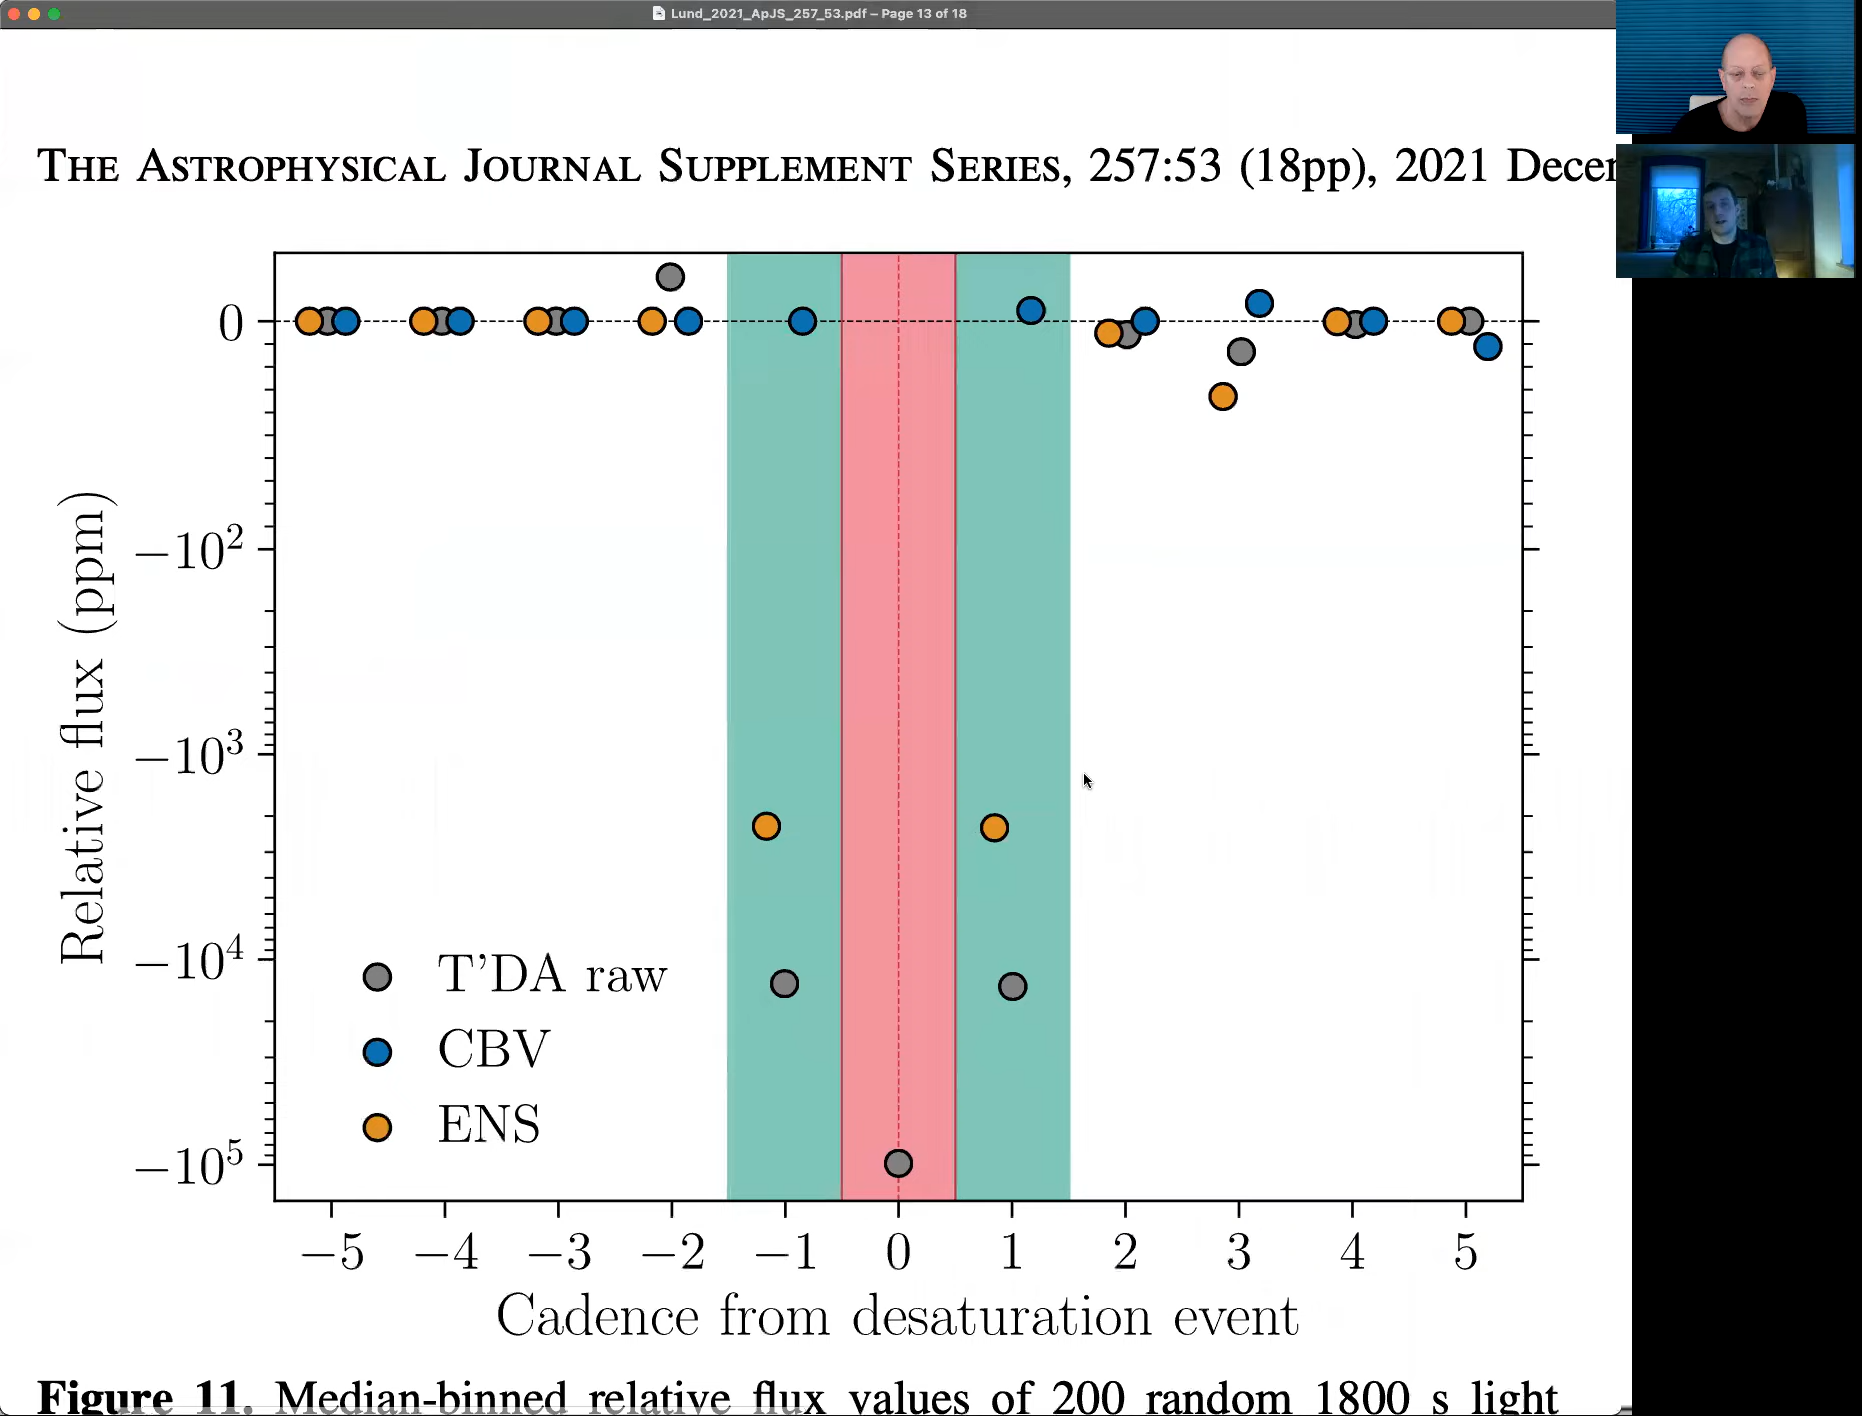 Lund_2021_ApJS_257_53.pdf – Page 13 of 18
THE ASTROPHYSICAL JOURNAL SUPPLEMENT SERIES, 257:53 (18pp), 2021 Decem
0
−10²
−10³
−10⁴
−10⁵
Relative flux (ppm)
T'DA raw
CBV
ENS
−5 −4 −3 −2 −1 0 1 2 3 4 5
Cadence from desaturation event
Figure 11. Median-binned relative flux values of 200 random 1800 s light